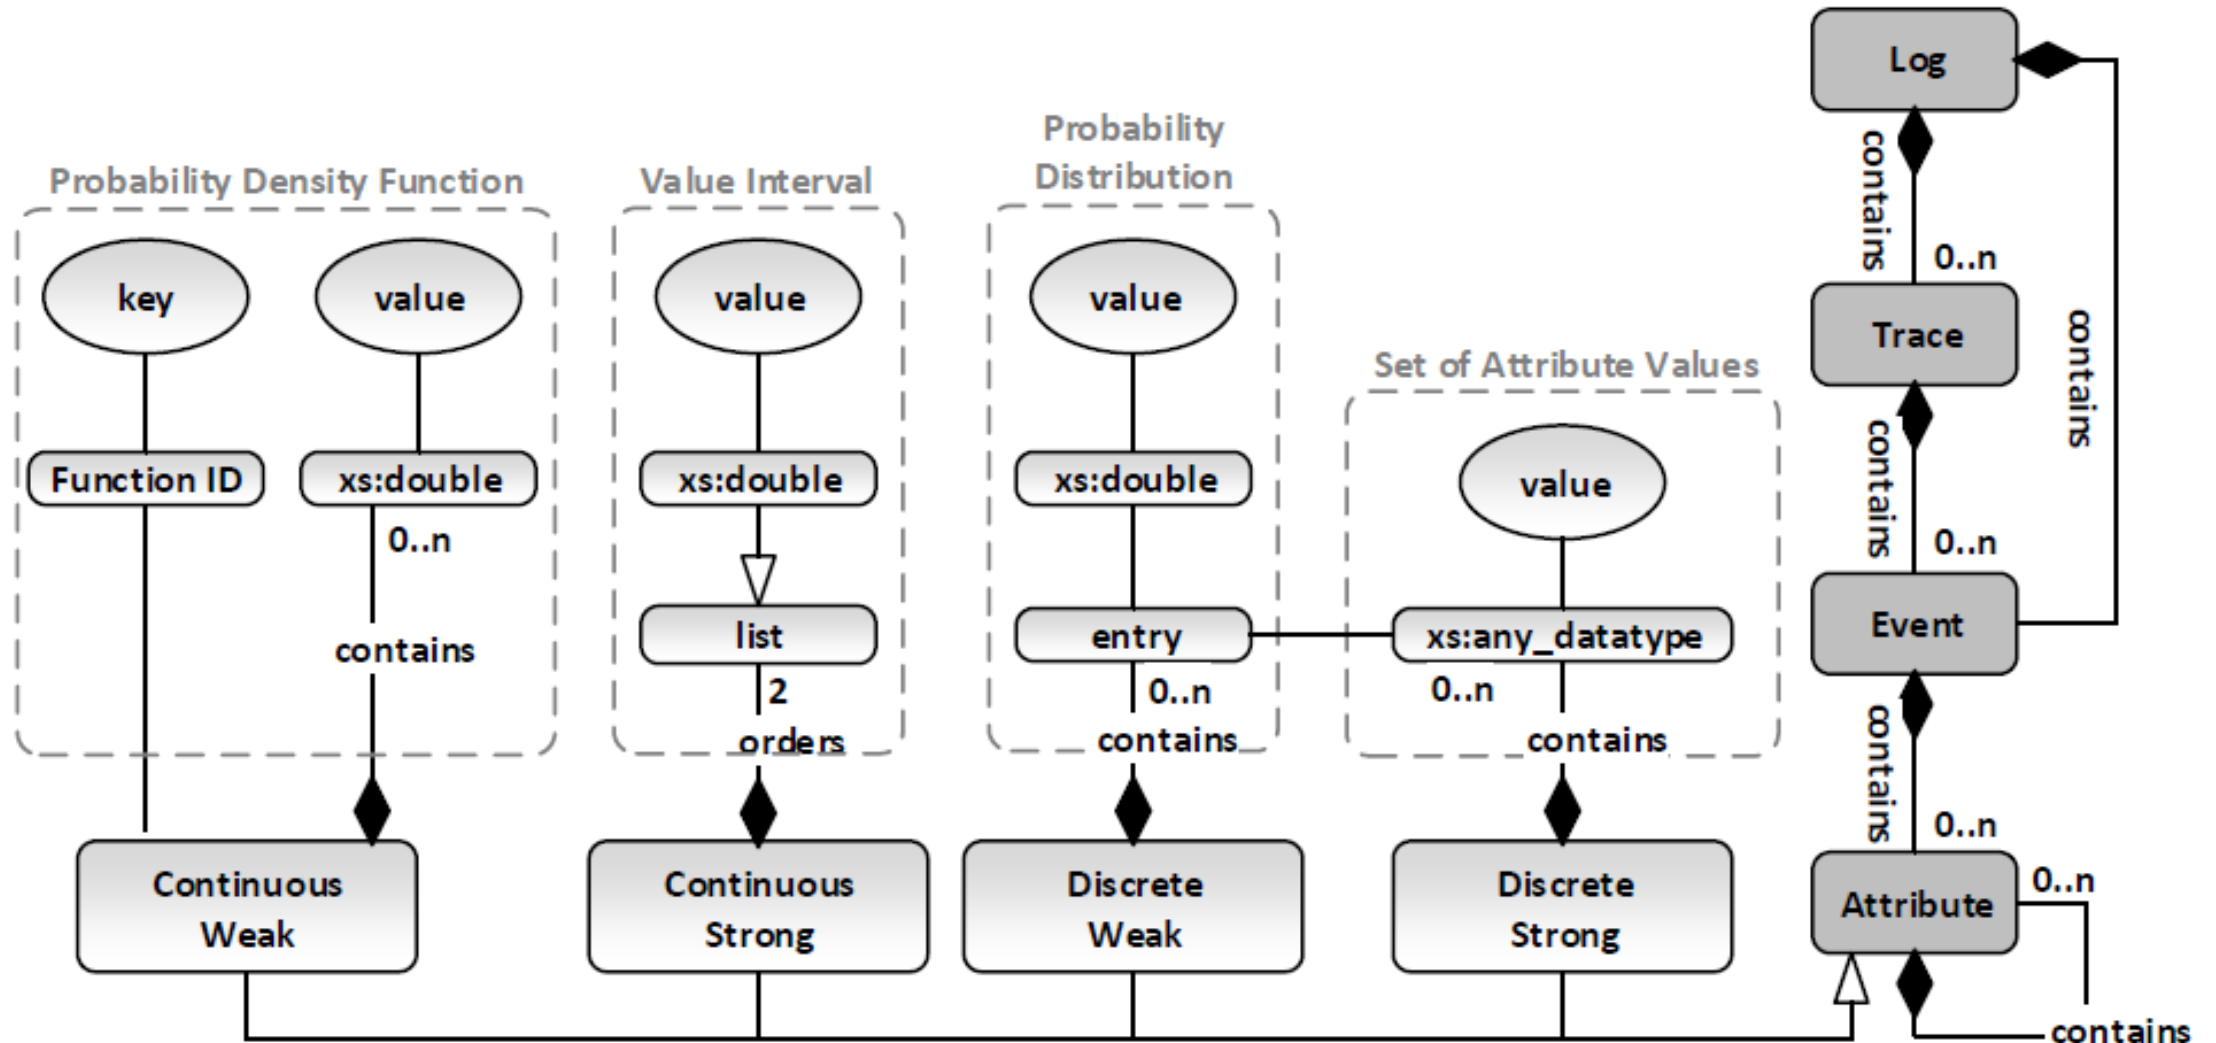 Log
contains
0..n
Trace
contains
contains
0..n
Event
contains
0..n
Attribute
0..n
contains
Probability Density Function
key
value
Function ID
xs:double
0..n
contains
Continuous
Weak
Value Interval
value
xs:double
list
2
orders
Continuous
Strong
Probability
Distribution
value
xs:double
entry
0..n
contains
Discrete
Weak
Set of Attribute Values
value
xs:any_datatype
0..n
contains
Discrete
Strong